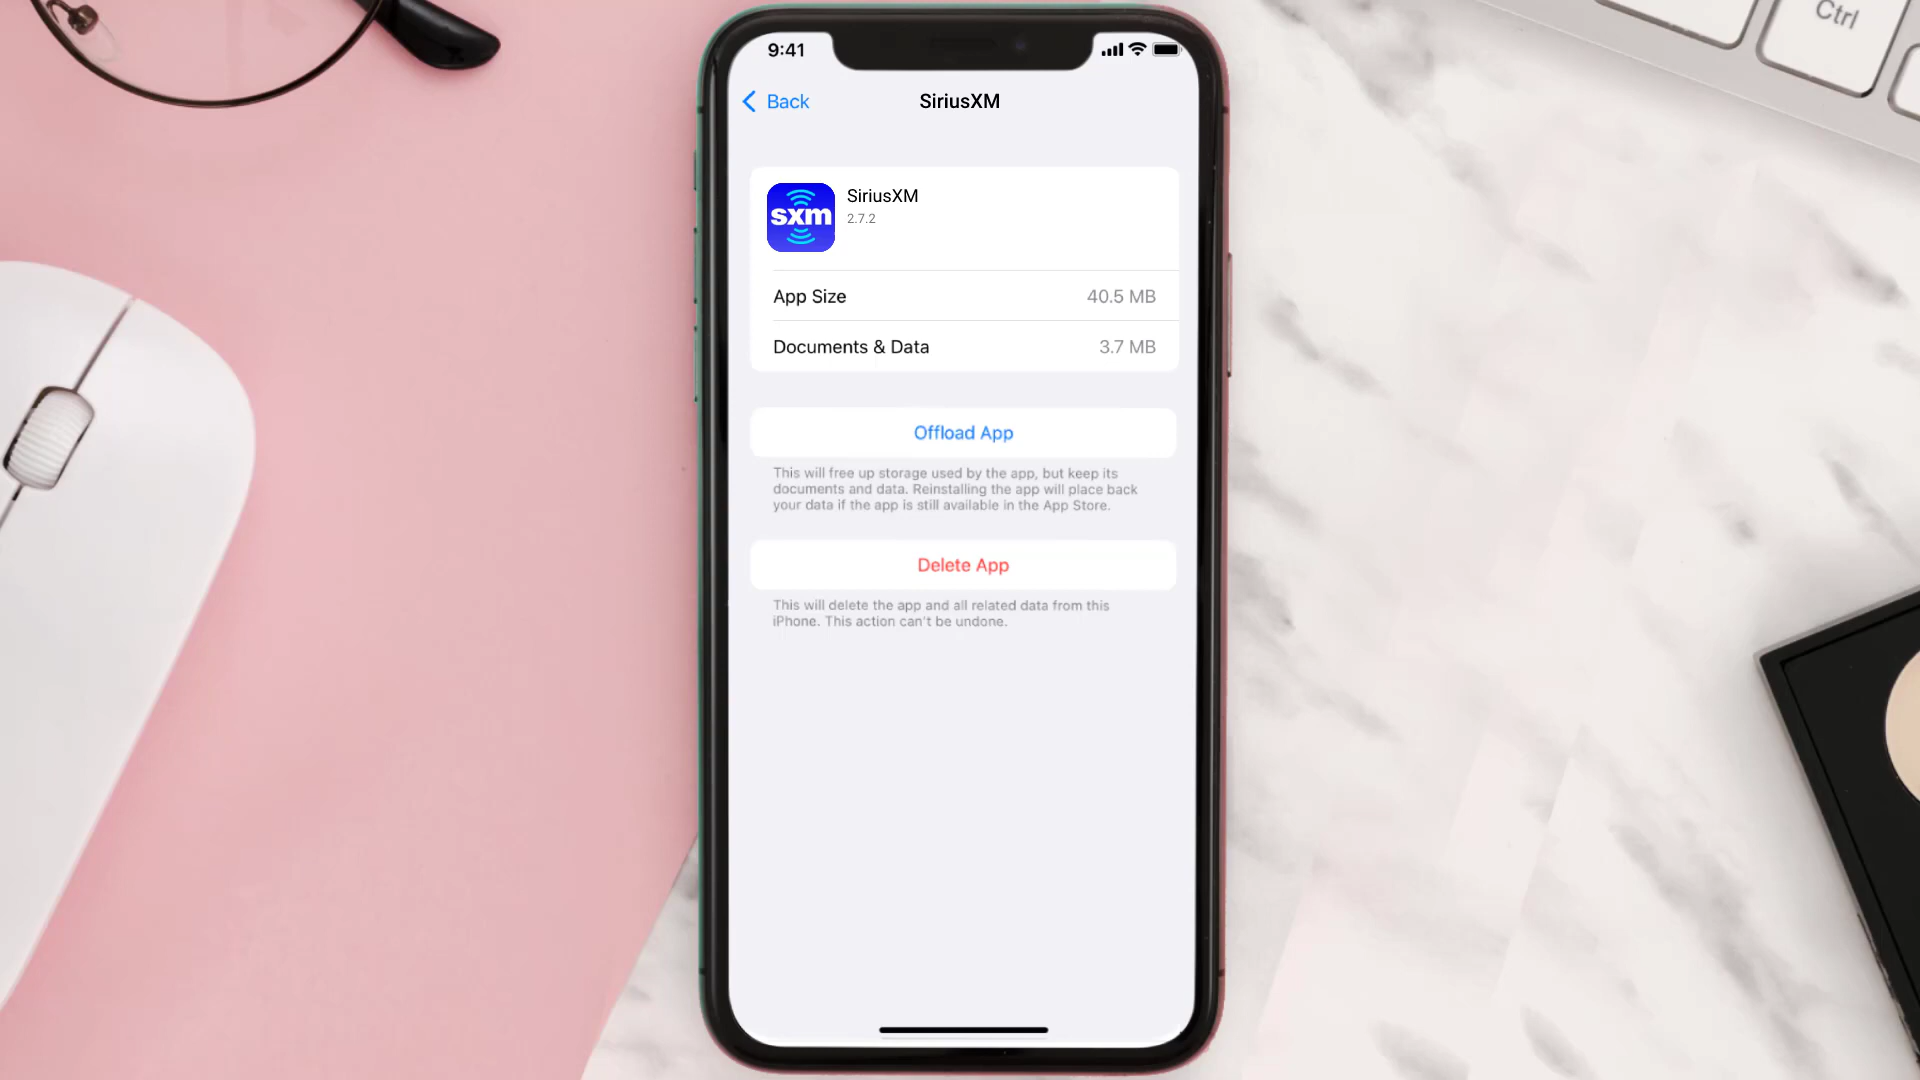 Ctrl
9:41
Back
SiriusXM
sxm
SiriusXM
2.7.2
App Size
40.5 MB
Documents & Data
3.7 MB
Offload App
This will free up storage used by the app, but keep its
documents and data. Reinstalling the app will place back
your data if the app is still available in the App Store.
Delete App
This will delete the app and all related data from this
iPhone. This action can't be undone.